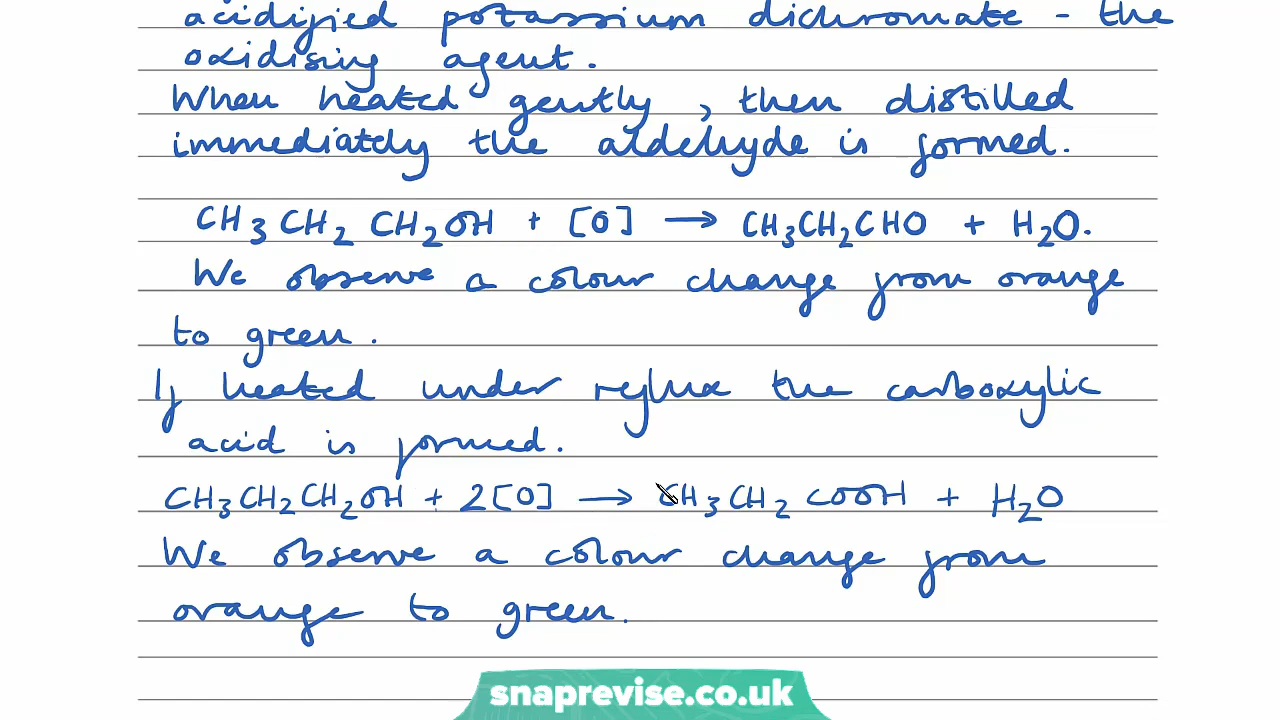 acidified potassium dichromate - the
oxidising agent.
When heated gently, then distilled
immediately the aldehyde is formed.
CH₃CH₂CH₂OH + [O] → CH₃CH₂CHO + H₂O.
We observe a colour change from orange
to green.
If heated under reflux the carboxylic
acid is formed.
CH₃CH₂CH₂OH + 2[O] → CH₃CH₂COOH + H₂O
We observe a colour change from
orange to green.
snaprevise.co.uk